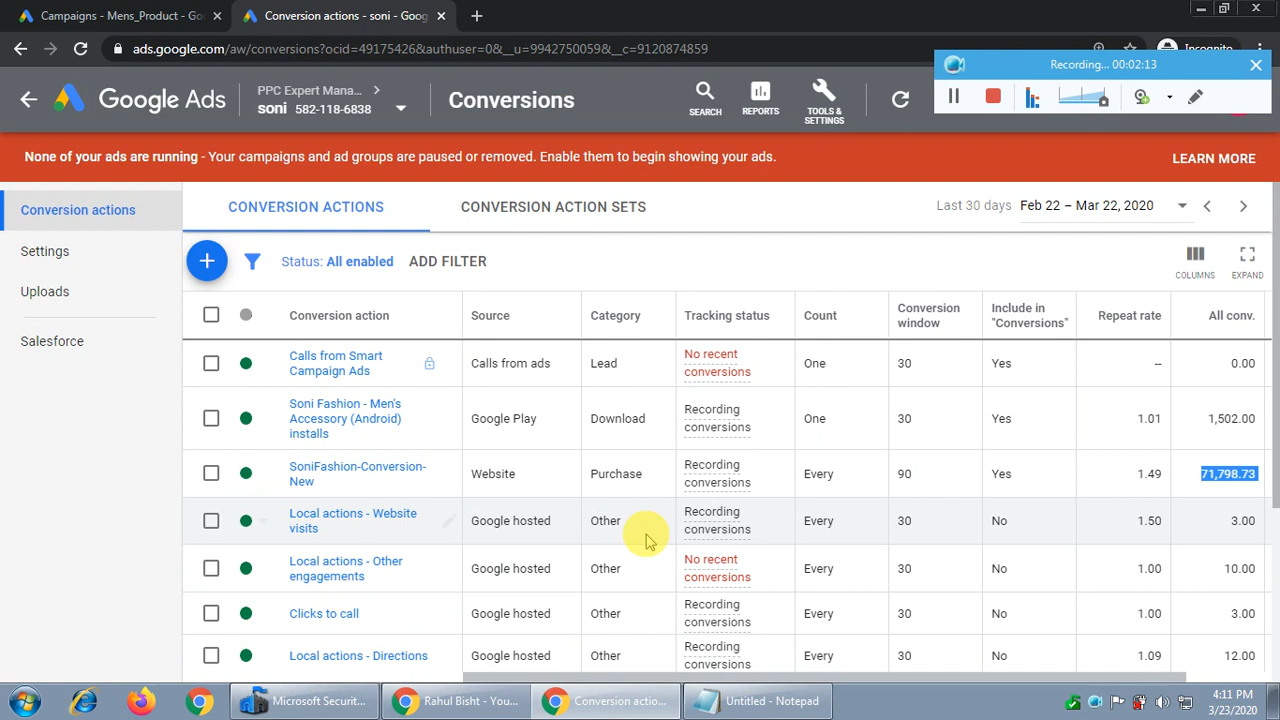 Campaigns - Mens_Product - Go
Conversion actions - soni - Goog
ads.google.com/aw/conversions?ocid=49175426&authuser=0&__u=9942750059&__c=9120874859
Incognito
Recording... 00:02:13
Google Ads
PPC Expert Mana...
soni 582-118-6838
Conversions
SEARCH
REPORTS
TOOLS &
SETTINGS
None of your ads are running - Your campaigns and ad groups are paused or removed. Enable them to begin showing your ads.
LEARN MORE
Conversion actions
Settings
Uploads
Salesforce
CONVERSION ACTIONS
CONVERSION ACTION SETS
Last 30 days Feb 22 – Mar 22, 2020
Status: All enabled
ADD FILTER
COLUMNS
EXPAND
Conversion action Source Category Tracking status Count Conversion window Include in "Conversions" Repeat rate All conv.
Calls from Smart Campaign Ads Calls from ads Lead No recent conversions One 30 Yes -- 0.00
Soni Fashion - Men's Accessory (Android) installs Google Play Download Recording conversions One 30 Yes 1.01 1,502.00
SoniFashion-Conversion-New Website Purchase Recording conversions Every 90 Yes 1.49 71,798.73
Local actions - Website visits Google hosted Other Recording conversions Every 30 No 1.50 3.00
Local actions - Other engagements Google hosted Other No recent conversions Every 30 No 1.00 10.00
Clicks to call Google hosted Other Recording conversions Every 30 No 1.00 3.00
Local actions - Directions Google hosted Other Recording conversions Every 30 No 1.09 12.00
Microsoft Securit...
Rahul Bisht - You...
Conversion actio...
Untitled - Notepad
4:11 PM
3/23/2020